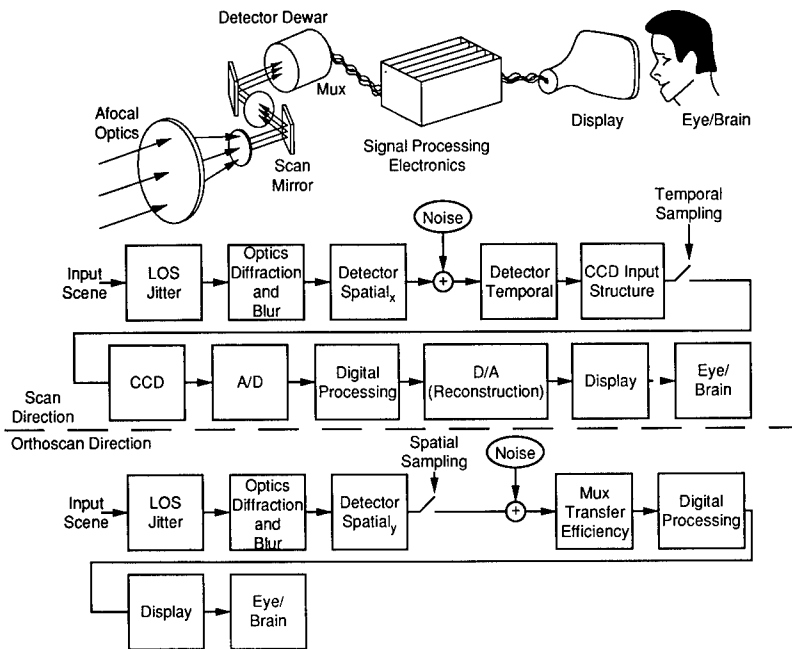 Detector Dewar
Mux
Afocal
Optics
Scan
Mirror
Signal Processing
Electronics
Display
Eye/Brain
Temporal
Sampling
Noise
Input
Scene
LOS
Jitter
Optics
Diffraction
and
Blur
Detector
Spatialx
+
Detector
Temporal
CCD Input
Structure
CCD
A/D
Digital
Processing
D/A
(Reconstruction)
Display
Eye/
Brain
Scan
Direction
Orthoscan Direction
Spatial
Sampling
Noise
Input
Scene
LOS
Jitter
Optics
Diffraction
and
Blur
Detector
Spatialy
+
Mux
Transfer
Efficiency
Digital
Processing
Display
Eye/
Brain